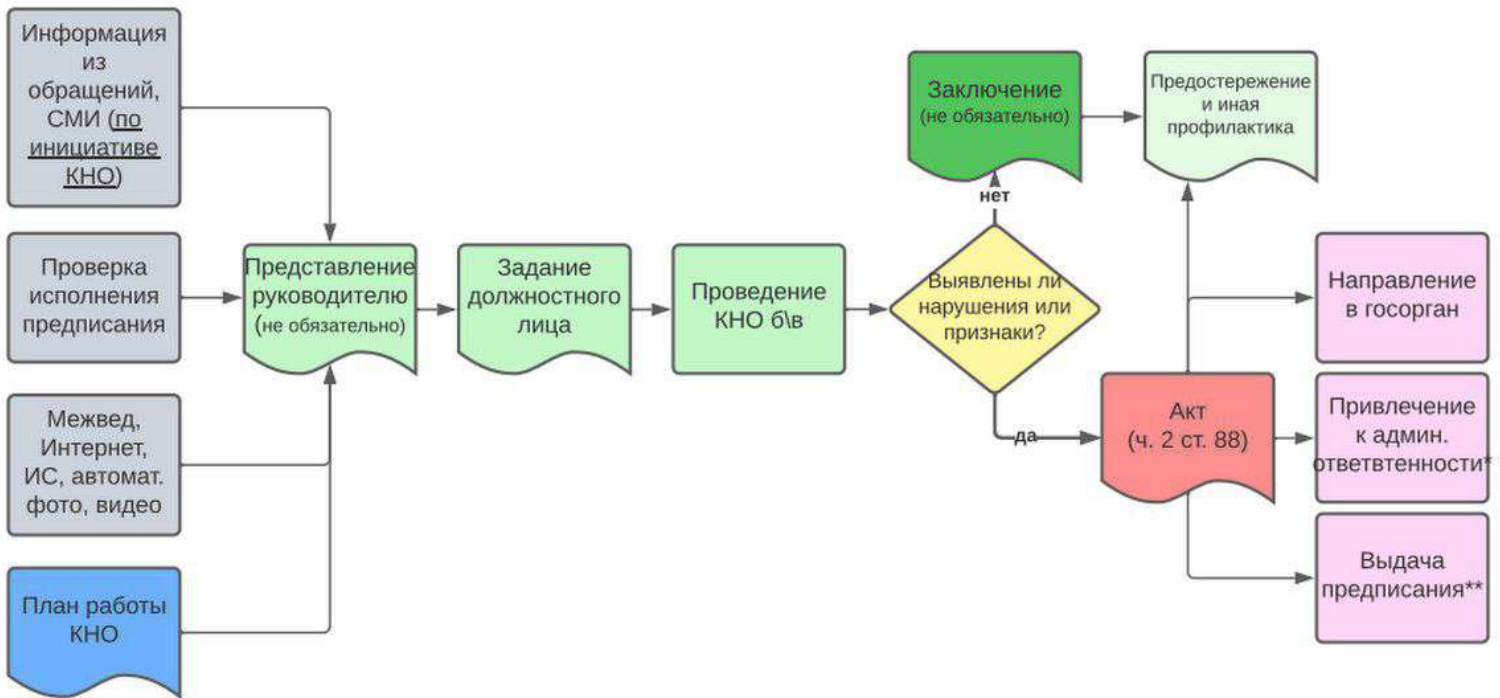 Информация
из
обращений,
СМИ (по
инициативе
КНО)
Проверка
исполнения
предписания
Межвед,
Интернет,
ИС, автомат.
фото, видео
План работы
КНО
Представление
руководителю
(не обязательно)
Задание
должностного
лица
Проведение
КНО б\в
Выявлены ли
нарушения или
признаки?
нет
да
Заключение
(не обязательно)
Предостережение
и иная
профилактика
Акт
(ч. 2 ст. 88)
Направление
в госорган
Привлечение
к админ.
ответвтенности*
Выдача
предписания**